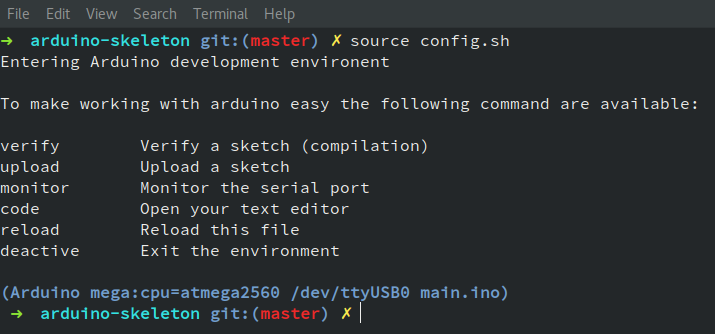 Edit View Search Terminal Help
➜ arduino-skeleton git:(master) ✗ source config.sh
Entering Arduino development environent
To make working with arduino easy the following command are available:
verify Verify a sketch (compilation)
upload Upload a sketch
monitor Monitor the serial port
code Open your text editor
reload Reload this file
deactive Exit the environment
(Arduino mega:cpu=atmega2560 /dev/ttyUSB0 main.ino)
➜ arduino-skeleton git:(master) ✗